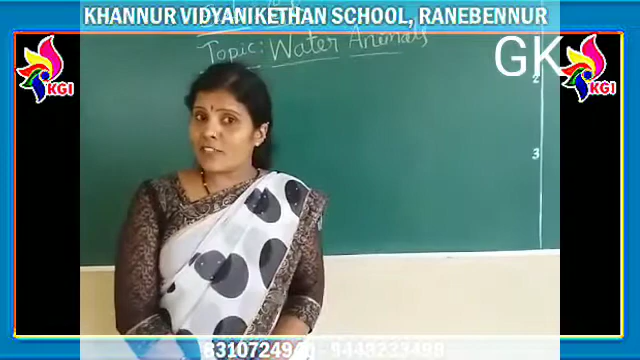 KHANNUR VIDYANIKETHAN SCHOOL, RANEBENNUR
Topic: Water Animals
GK
KGI
KGI
2
3